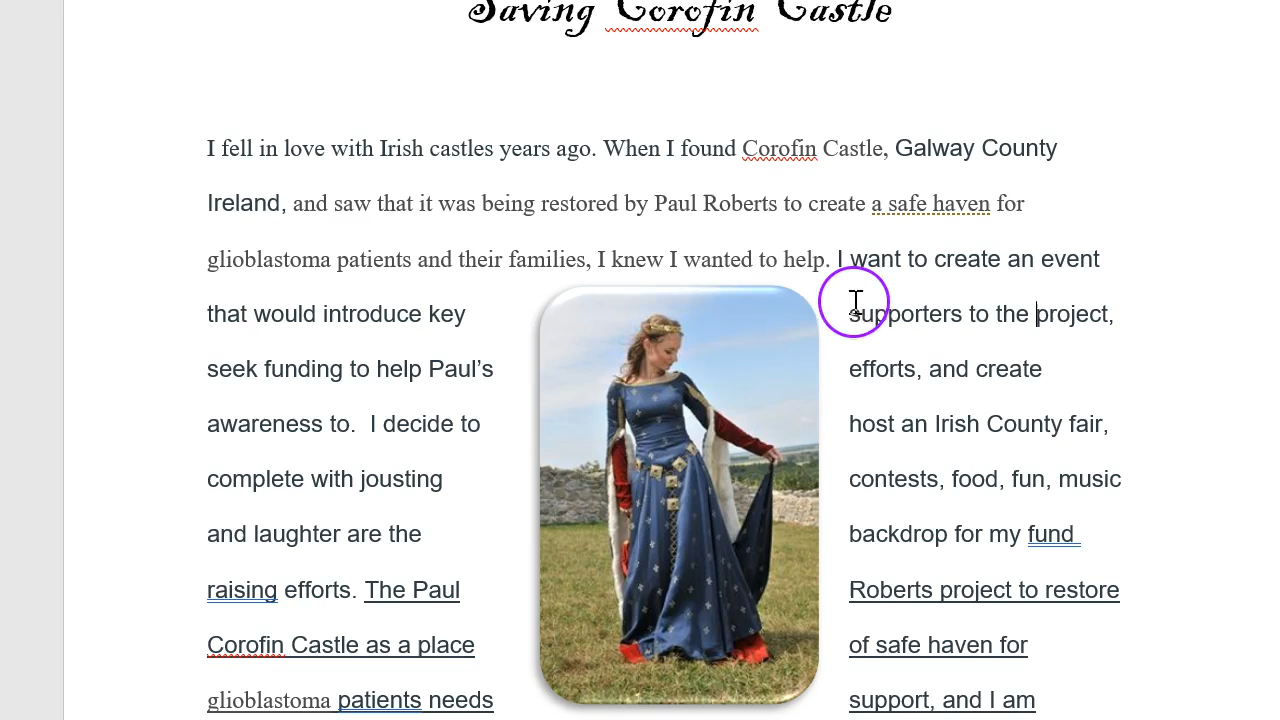 Saving Corofin Castle
I fell in love with Irish castles years ago. When I found Corofin Castle, Galway County
Ireland, and saw that it was being restored by Paul Roberts to create a safe haven for
glioblastoma patients and their families, I knew I wanted to help. I want to create an event
that would introduce key supporters to the project,
seek funding to help Paul’s efforts, and create
awareness to.  I decide to host an Irish County fair,
complete with jousting contests, food, fun, music
and laughter are the backdrop for my fund
raising efforts. The Paul Roberts project to restore
Corofin Castle as a place of safe haven for
glioblastoma patients needs support, and I am